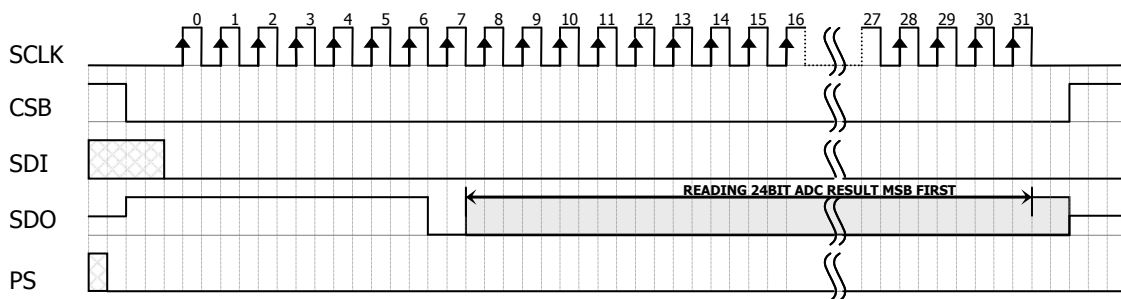 0 1 2 3 4 5 6 7 8 9 10 11 12 13 14 15 16 27 28 29 30 31
SCLK
CSB
SDI
READING 24BIT ADC RESULT MSB FIRST
SDO
PS